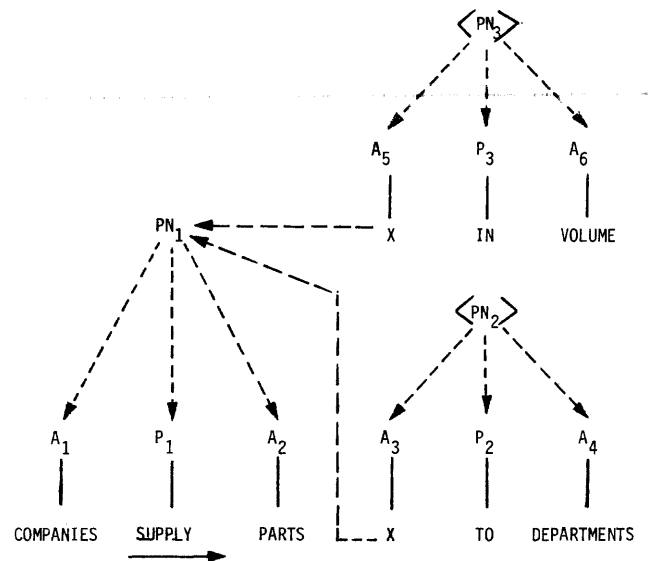 <PN₃>
A₅ P₃ A₆
PN₁ X IN VOLUME
<PN₂>
A₁ P₁ A₂ A₃ P₂ A₄
COMPANIES SUPPLY PARTS X TO DEPARTMENTS